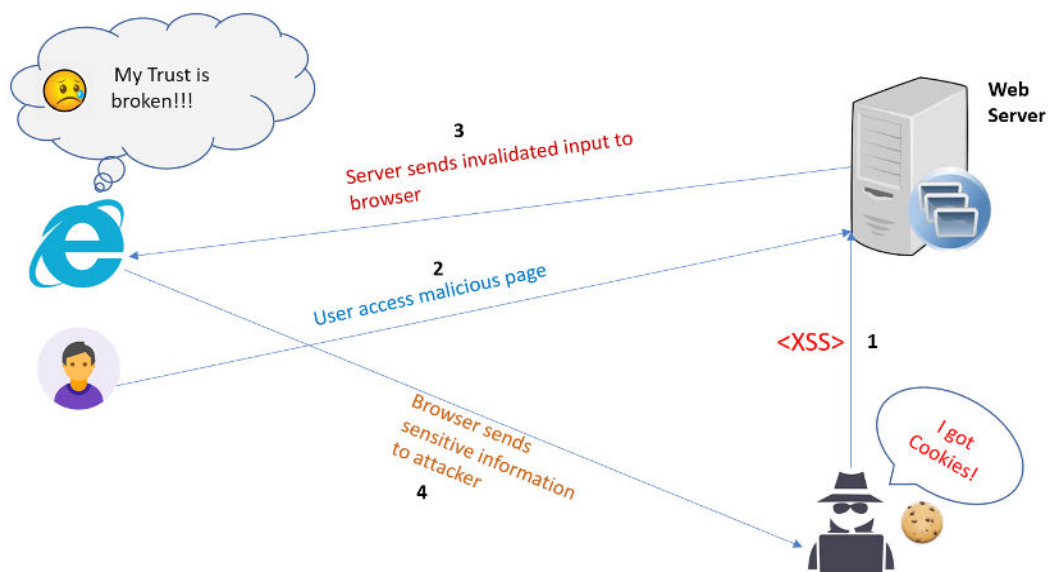 My Trust is
broken!!!
Web
Server
3
Server sends invalidated input to
browser
2
User access malicious page
<XSS>
1
Browser sends
sensitive information
to attacker
4
I got
Cookies!